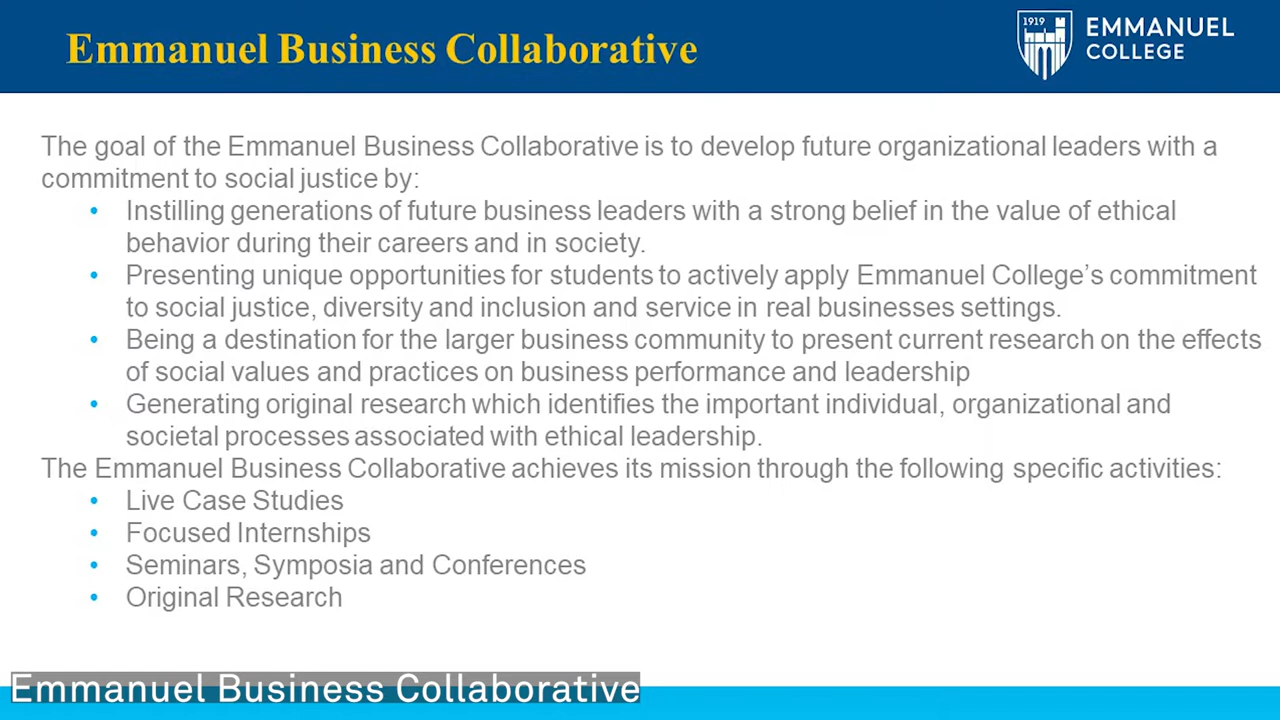 Emmanuel Business Collaborative
1919
EMMANUEL
COLLEGE
The goal of the Emmanuel Business Collaborative is to develop future organizational leaders with a
commitment to social justice by:
• Instilling generations of future business leaders with a strong belief in the value of ethical
behavior during their careers and in society.
• Presenting unique opportunities for students to actively apply Emmanuel College’s commitment
to social justice, diversity and inclusion and service in real businesses settings.
• Being a destination for the larger business community to present current research on the effects
of social values and practices on business performance and leadership
• Generating original research which identifies the important individual, organizational and
societal processes associated with ethical leadership.
The Emmanuel Business Collaborative achieves its mission through the following specific activities:
• Live Case Studies
• Focused Internships
• Seminars, Symposia and Conferences
• Original Research
Emmanuel Business Collaborative